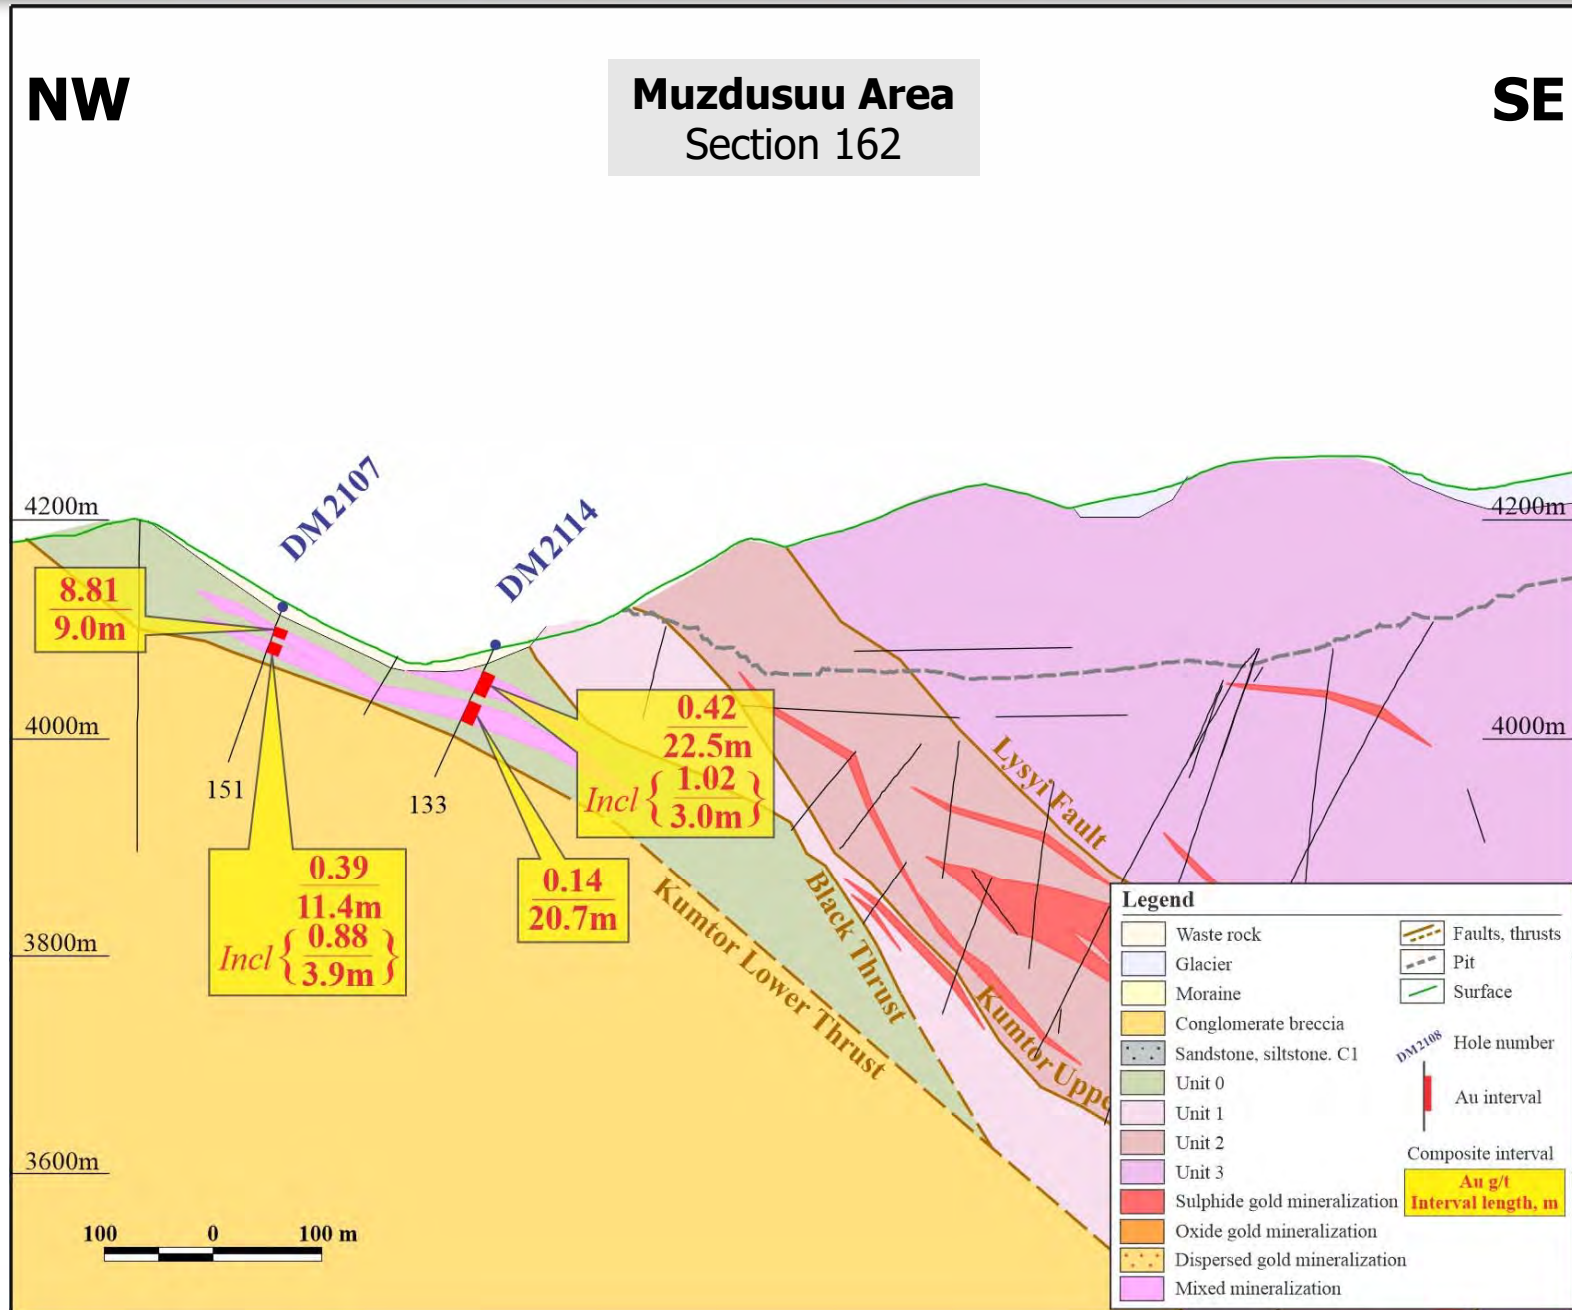 NW
Muzdusuu Area
Section 162
SE
DM2107
DM2114
4200m
4200m
8.81
9.0m
4000m
4000m
0.42
22.5m
Incl { 1.02
3.0m }
151
133
Lysyi Fault
0.39
11.4m
Incl { 0.88
3.9m }
0.14
20.7m
Kumtor Lower Thrust
Black Thrust
Kumtor Uppe
3800m
3600m
100 0 100 m
Legend
Waste rock
Glacier
Moraine
Conglomerate breccia
Sandstone, siltstone. C1
Unit 0
Unit 1
Unit 2
Unit 3
Sulphide gold mineralization
Oxide gold mineralization
Dispersed gold mineralization
Mixed mineralization
Faults, thrusts
Pit
Surface
DM2108
Hole number
Au interval
Composite interval
Au g/t
Interval length, m